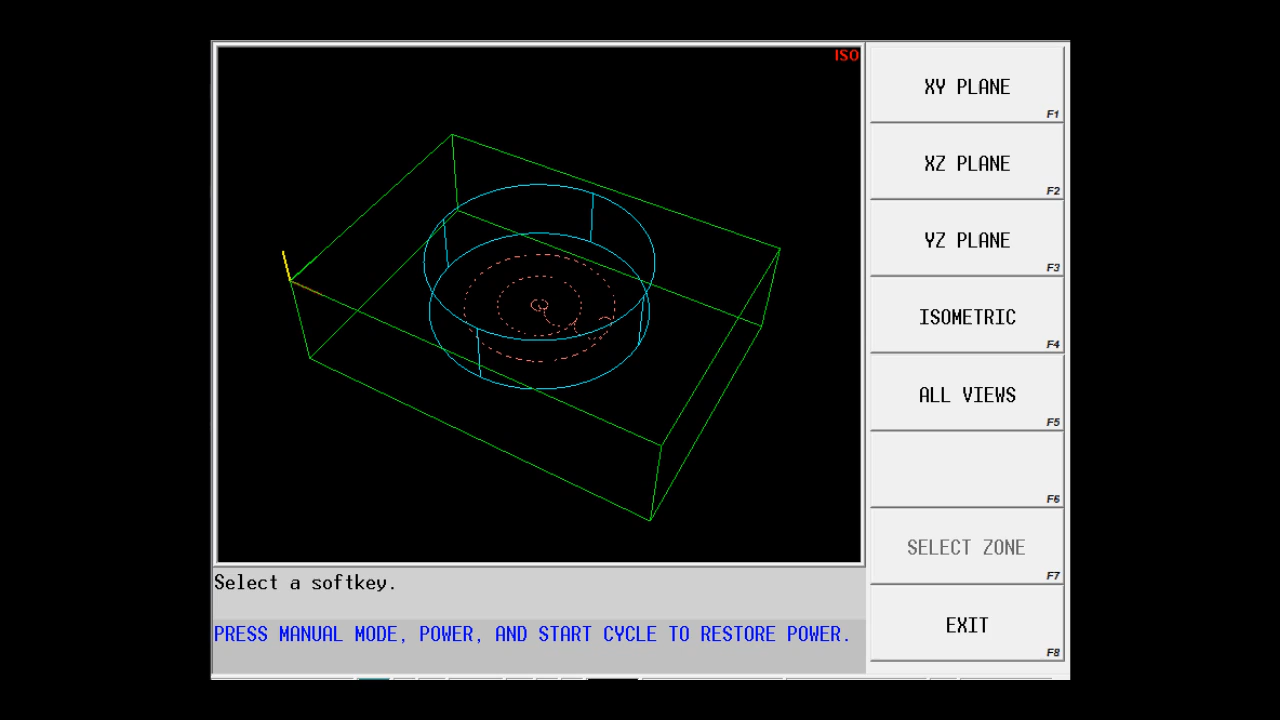 ISO
XY PLANE
F1
XZ PLANE
F2
YZ PLANE
F3
ISOMETRIC
F4
ALL VIEWS
F5
F6
SELECT ZONE
F7
EXIT
F8
Select a softkey.
PRESS MANUAL MODE, POWER, AND START CYCLE TO RESTORE POWER.